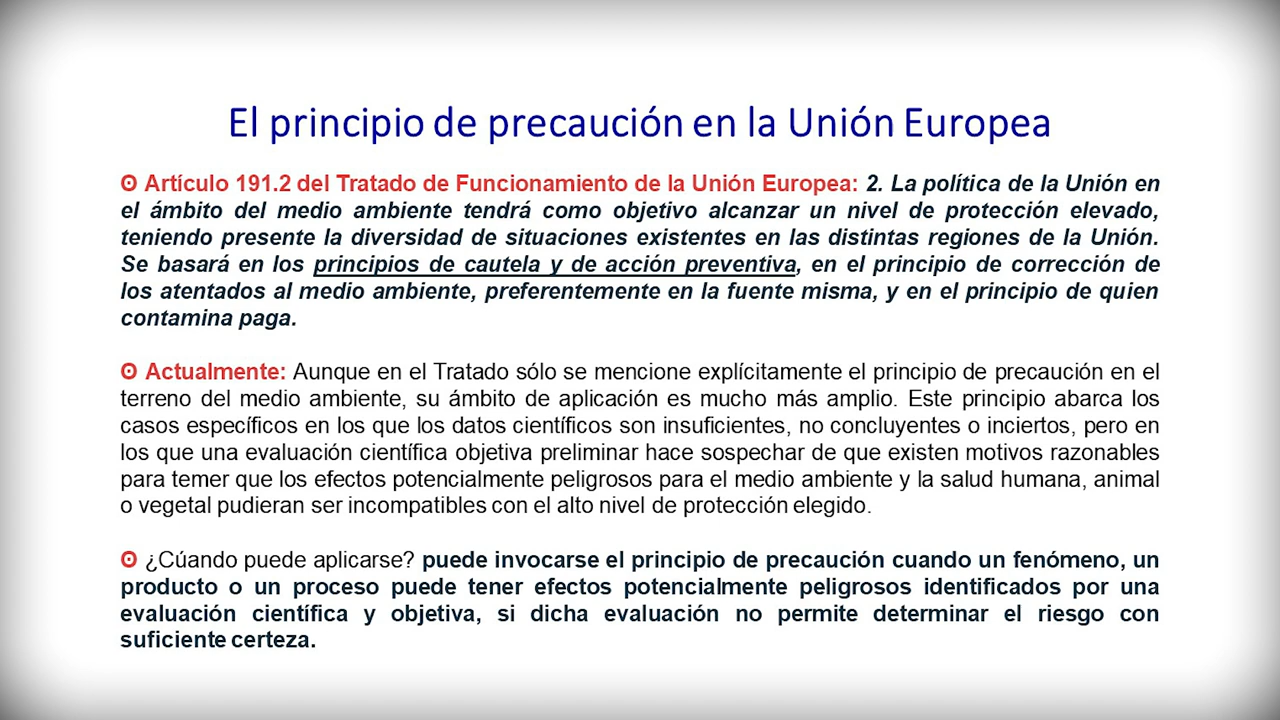 El principio de precaución en la Unión Europea
ʘ Artículo 191.2 del Tratado de Funcionamiento de la Unión Europea: 2. La política de la Unión en
el ámbito del medio ambiente tendrá como objetivo alcanzar un nivel de protección elevado,
teniendo presente la diversidad de situaciones existentes en las distintas regiones de la Unión.
Se basará en los principios de cautela y de acción preventiva, en el principio de corrección de
los atentados al medio ambiente, preferentemente en la fuente misma, y en el principio de quien
contamina paga.
ʘ Actualmente: Aunque en el Tratado sólo se mencione explícitamente el principio de precaución en el
terreno del medio ambiente, su ámbito de aplicación es mucho más amplio. Este principio abarca los
casos específicos en los que los datos científicos son insuficientes, no concluyentes o inciertos, pero en
los que una evaluación científica objetiva preliminar hace sospechar de que existen motivos razonables
para temer que los efectos potencialmente peligrosos para el medio ambiente y la salud humana, animal
o vegetal pudieran ser incompatibles con el alto nivel de protección elegido.
ʘ ¿Cúando puede aplicarse? puede invocarse el principio de precaución cuando un fenómeno, un
producto o un proceso puede tener efectos potencialmente peligrosos identificados por una
evaluación científica y objetiva, si dicha evaluación no permite determinar el riesgo con
suficiente certeza.